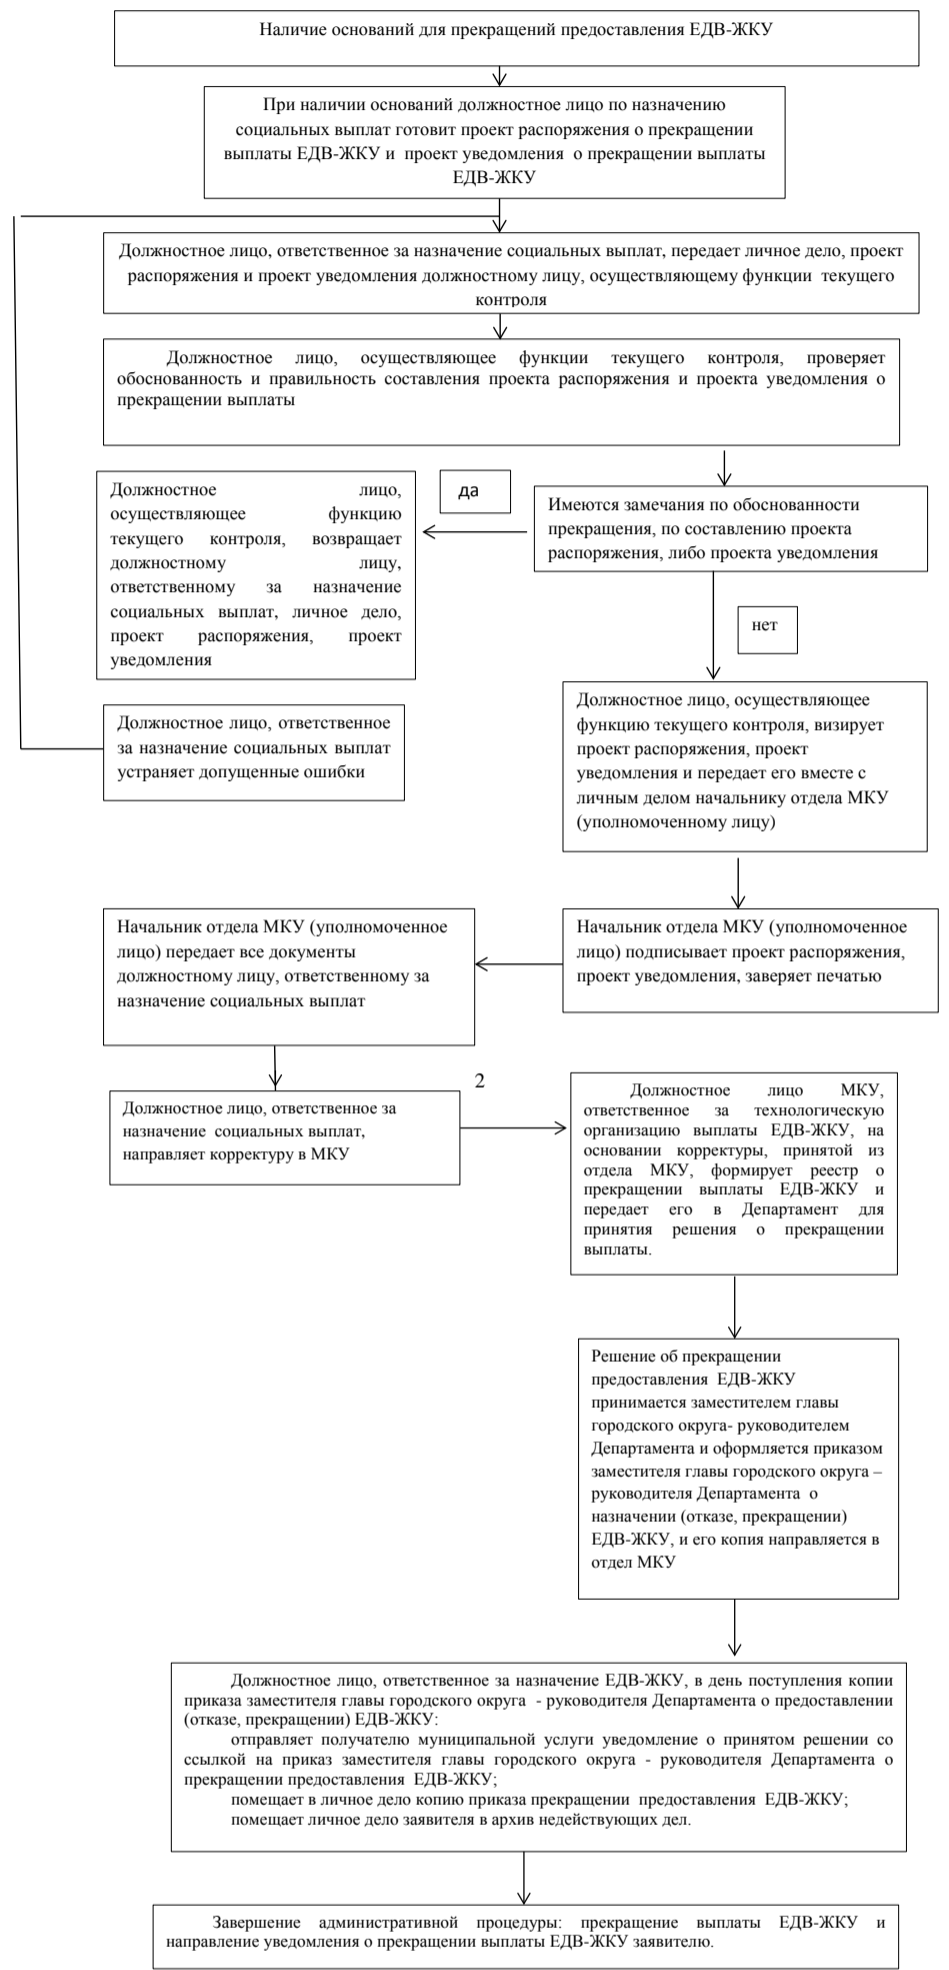 Наличие оснований для прекращений предоставления ЕДВ-ЖКУ
При наличии оснований должностное лицо по назначению
социальных выплат готовит проект распоряжения о прекращении
выплаты ЕДВ-ЖКУ и проект уведомления о прекращении выплаты
ЕДВ-ЖКУ
Должностное лицо, ответственное за назначение социальных выплат, передает личное дело, проект
распоряжения и проект уведомления должностному лицу, осуществляющему функции текущего
контроля
Должностное лицо, осуществляющее функции текущего контроля, проверяет
обоснованность и правильность составления проекта распоряжения и проекта уведомления о
прекращении выплаты
Имеются замечания по обоснованности
прекращения, по составлению проекта
распоряжения, либо проекта уведомления
да
Должностное лицо,
осуществляющее функцию
текущего контроля, возвращает
должностному лицу,
ответственному за назначение
социальных выплат, личное дело,
проект распоряжения, проект
уведомления
нет
Должностное лицо, ответственное
за назначение социальных выплат
устраняет допущенные ошибки
Должностное лицо, осуществляющее
функцию текущего контроля, визирует
проект распоряжения, проект
уведомления и передает его вместе с
личным делом начальнику отдела МКУ
(уполномоченному лицу)
Начальник отдела МКУ (уполномоченное
лицо) подписывает проект распоряжения,
проект уведомления, заверяет печатью
Начальник отдела МКУ (уполномоченное
лицо) передает все документы
должностному лицу, ответственному за
назначение социальных выплат
2
Должностное лицо, ответственное за
назначение социальных выплат,
направляет корректуру в МКУ
Должностное лицо МКУ,
ответственное за технологическую
организацию выплаты ЕДВ-ЖКУ, на
основании корректуры, принятой из
отдела МКУ, формирует реестр о
прекращении выплаты ЕДВ-ЖКУ и
передает его в Департамент для
принятия решения о прекращении
выплаты.
Решение об прекращении
предоставления ЕДВ-ЖКУ
принимается заместителем главы
городского округа- руководителем
Департамента и оформляется приказом
заместителя главы городского округа –
руководителя Департамента о
назначении (отказе, прекращении)
ЕДВ-ЖКУ, и его копия направляется в
отдел МКУ
Должностное лицо, ответственное за назначение ЕДВ-ЖКУ, в день поступления копии
приказа заместителя главы городского округа - руководителя Департамента о предоставлении
(отказе, прекращении) ЕДВ-ЖКУ:
отправляет получателю муниципальной услуги уведомление о принятом решении со
ссылкой на приказ заместителя главы городского округа - руководителя Департамента о
прекращении предоставления ЕДВ-ЖКУ;
помещает в личное дело копию приказа прекращении предоставления ЕДВ-ЖКУ;
помещает личное дело заявителя в архив недействующих дел.
Завершение административной процедуры: прекращение выплаты ЕДВ-ЖКУ и
направление уведомления о прекращении выплаты ЕДВ-ЖКУ заявителю.